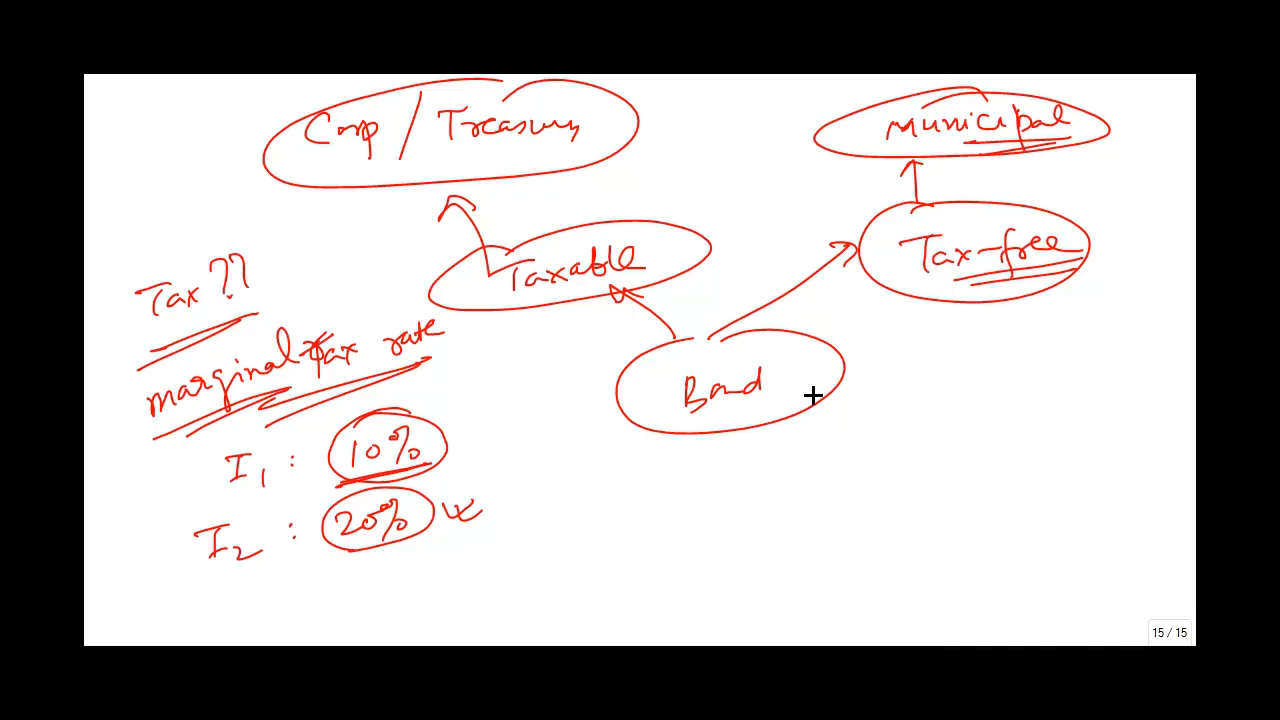 Corp / Treasury
Municipal
Taxable
Tax-free
Tax ??
marginal tax rate
Bond
I1 : 10%
I2 : 20%
15 / 15